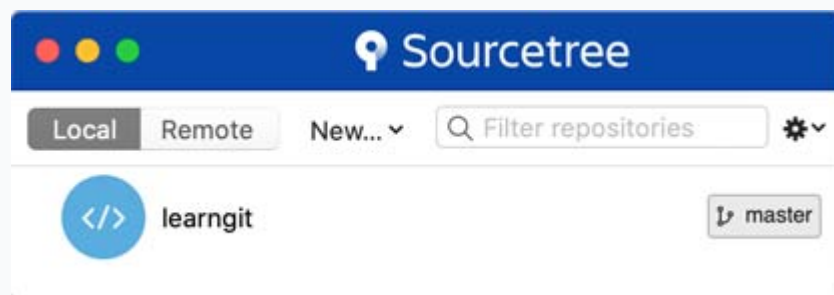 Sourcetree
Local Remote New... Filter repositories
</> learngit master